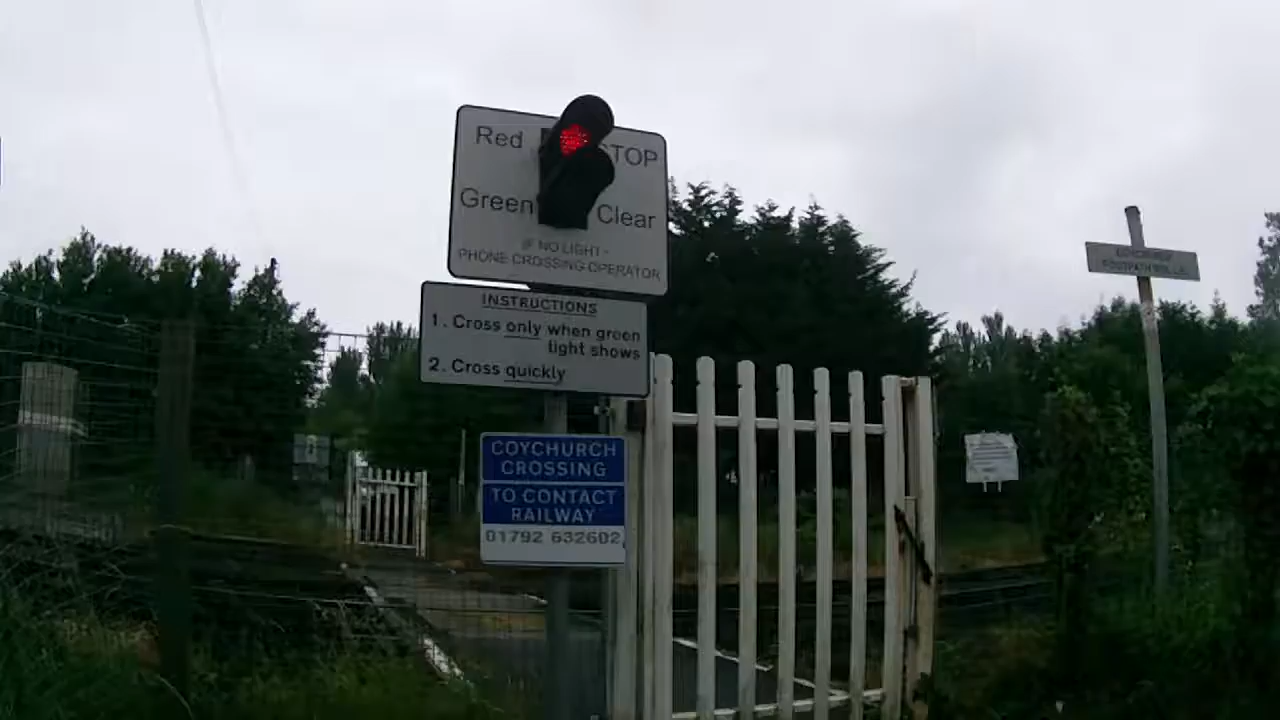 Red STOP
Green Clear
IF NO LIGHT -
PHONE CROSSING OPERATOR
INSTRUCTIONS
1. Cross only when green
light shows
2. Cross quickly
COYCHURCH
CROSSING
TO CONTACT
RAILWAY
01792 632602